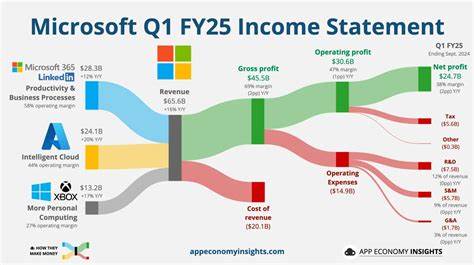 Microsoft Q1 FY25 Income Statement
Q1 FY25
Ending Sept. 2024
Microsoft 365
LinkedIn
$28.3B
+12% Y/Y
Productivity &
Business Processes
58% operating margin
$24.1B
+20% Y/Y
Intelligent Cloud
44% operating margin
XBOX
$13.2B
+17% Y/Y
More Personal
Computing
27% operating margin
Revenue
$65.6B
+16% Y/Y
Gross profit
$45.5B
69% margin
(2pp) Y/Y
Cost of
revenue
($20.1B)
Operating profit
$30.6B
47% margin
(1pp) Y/Y
Operating
Expenses
($14.9B)
Net profit
$24.7B
38% margin
(2pp) Y/Y
Tax
($5.6B)
Other
($0.3B)
R&D
($7.5B)
12% of revenue
(0pp) Y/Y
S&M
($5.7B)
9% of revenue
(0pp) Y/Y
G&A
($1.7B)
3% of revenue
(0pp) Y/Y
HOW THEY
MAKE MONEY
appeconomyinsights.com
APP ECONOMY INSIGHTS